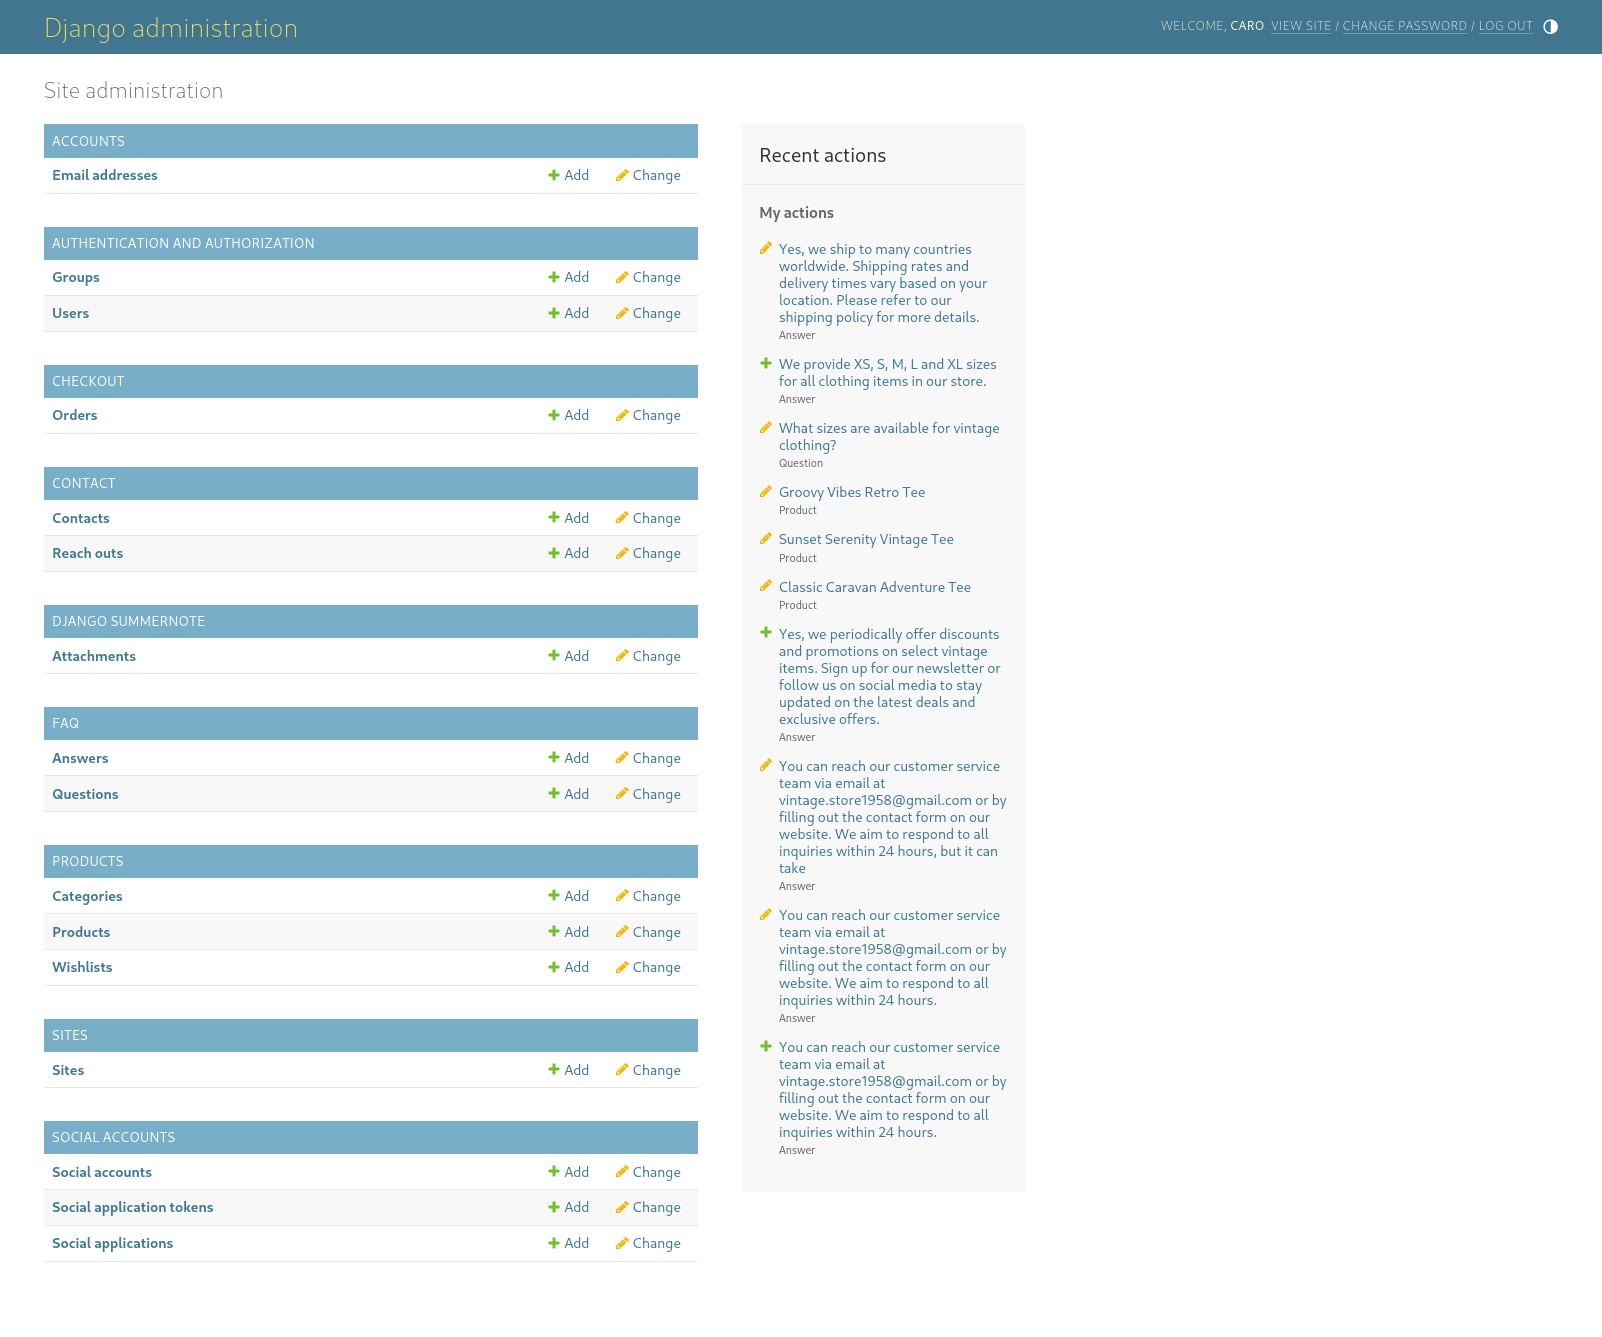 Django administration
WELCOME, CARO. VIEW SITE / CHANGE PASSWORD / LOG OUT
Site administration
ACCOUNTS
Email addresses Add Change
AUTHENTICATION AND AUTHORIZATION
Groups Add Change
Users Add Change
CHECKOUT
Orders Add Change
CONTACT
Contacts Add Change
Reach outs Add Change
DJANGO SUMMERNOTE
Attachments Add Change
FAQ
Answers Add Change
Questions Add Change
PRODUCTS
Categories Add Change
Products Add Change
Wishlists Add Change
SITES
Sites Add Change
SOCIAL ACCOUNTS
Social accounts Add Change
Social application tokens Add Change
Social applications Add Change
Recent actions
My actions
Yes, we ship to many countries
worldwide. Shipping rates and
delivery times vary based on your
location. Please refer to our
shipping policy for more details.
Answer
We provide XS, S, M, L and XL sizes
for all clothing items in our store.
Answer
What sizes are available for vintage
clothing?
Question
Groovy Vibes Retro Tee
Product
Sunset Serenity Vintage Tee
Product
Classic Caravan Adventure Tee
Product
Yes, we periodically offer discounts
and promotions on select vintage
items. Sign up for our newsletter or
follow us on social media to stay
updated on the latest deals and
exclusive offers.
Answer
You can reach our customer service
team via email at
vintage.store1958@gmail.com or by
filling out the contact form on our
website. We aim to respond to all
inquiries within 24 hours, but it can
take
Answer
You can reach our customer service
team via email at
vintage.store1958@gmail.com or by
filling out the contact form on our
website. We aim to respond to all
inquiries within 24 hours.
Answer
You can reach our customer service
team via email at
vintage.store1958@gmail.com or by
filling out the contact form on our
website. We aim to respond to all
inquiries within 24 hours.
Answer